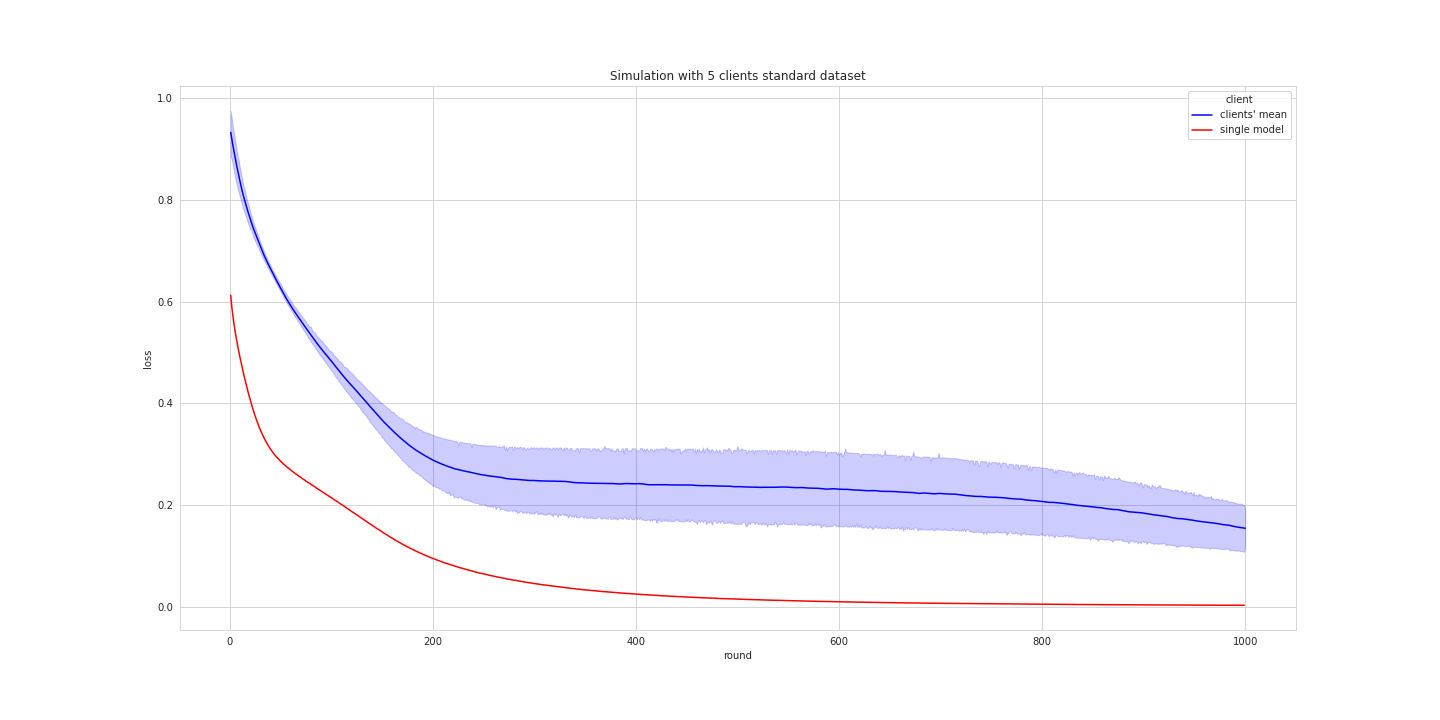 Simulation with 5 clients standard dataset
client
clients' mean
single model
loss
1.0
0.8
0.6
0.4
0.2
0.0
0 200 400 600 800 1000
round